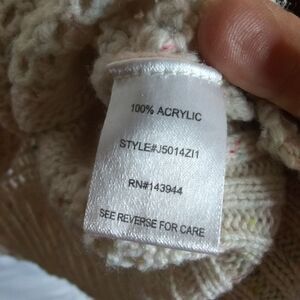 100% ACRYLIC
STYLE#J5014ZI1
RN#143944
SEE REVERSE FOR CARE